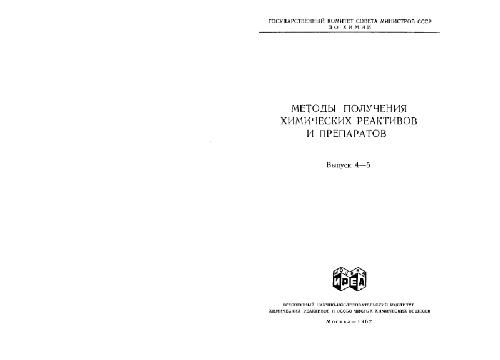 ГОСУДАРСТВЕННЫЙ КОМИТЕТ СОВЕТА МИНИСТРОВ СССР
ПО ХИМИИ
МЕТОДЫ ПОЛУЧЕНИЯ
ХИМИЧЕСКИХ РЕАКТИВОВ
И ПРЕПАРАТОВ
Выпуск 4—5
ИРЕА
ВСЕСОЮЗНЫЙ НАУЧНО-ИССЛЕДОВАТЕЛЬСКИЙ ИНСТИТУТ
ХИМИЧЕСКИХ РЕАКТИВОВ И ОСОБО ЧИСТЫХ ХИМИЧЕСКИХ ВЕЩЕСТВ
Москва—1962